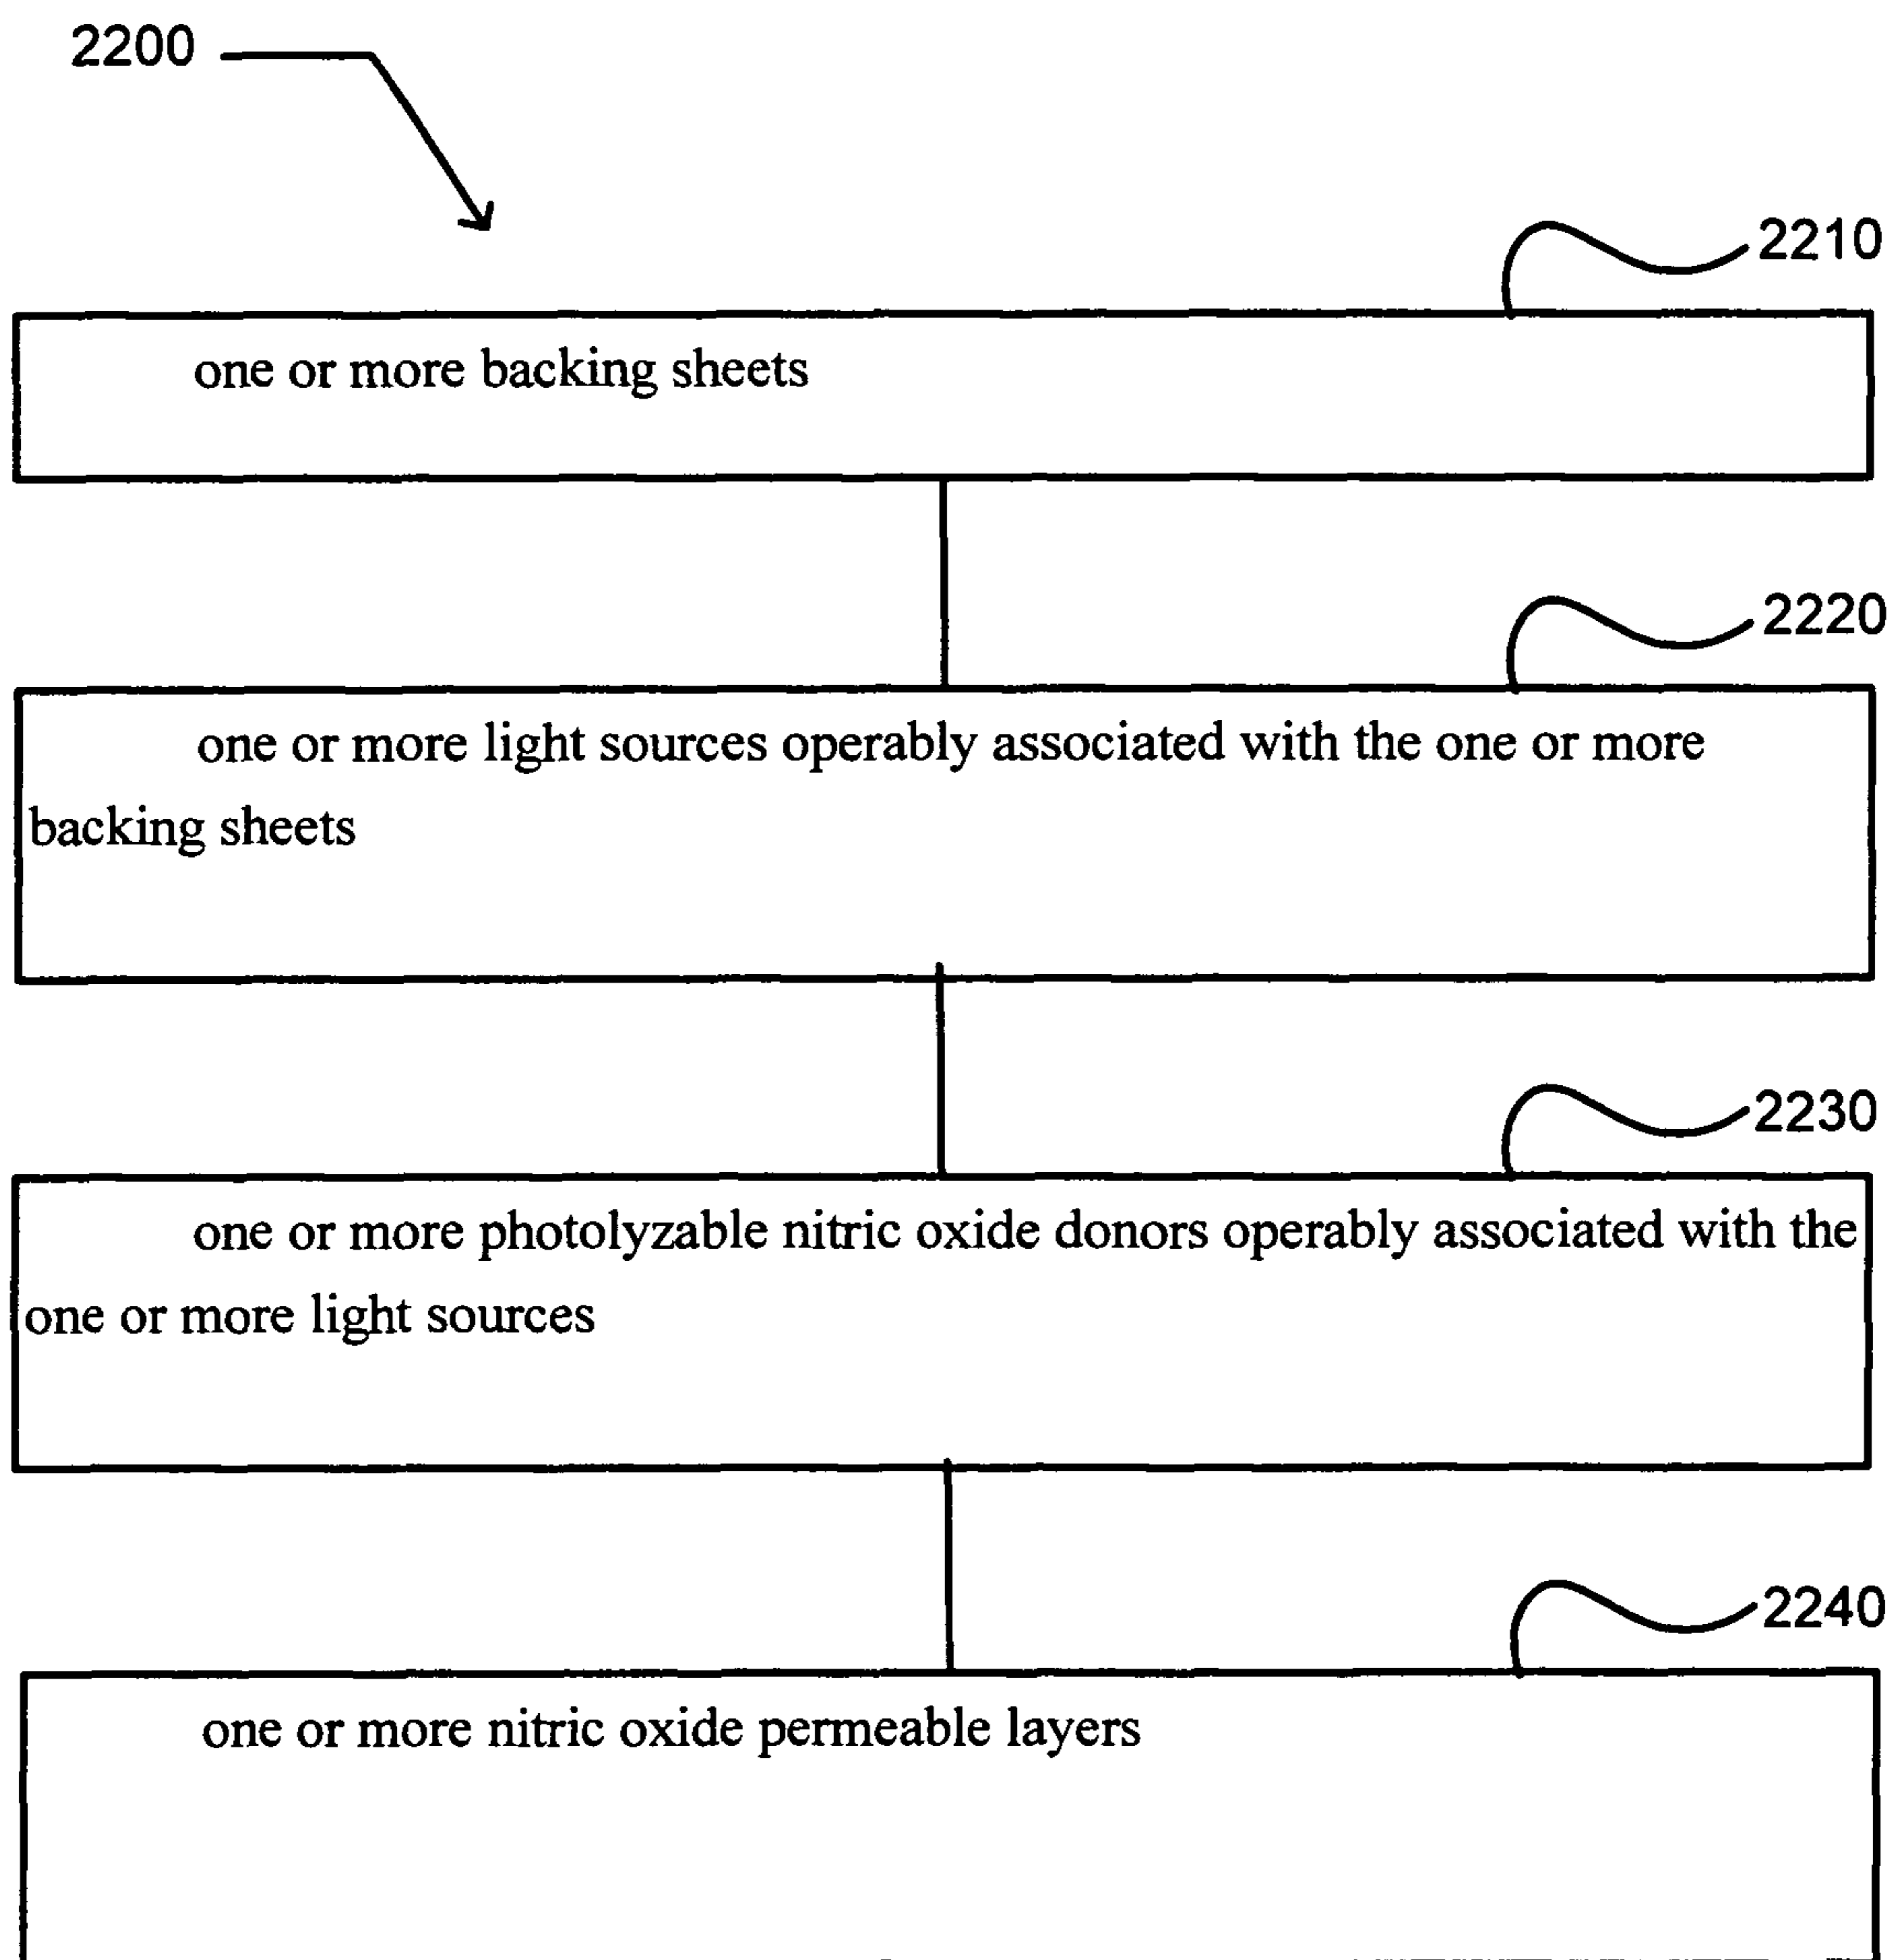 2200
2210
one or more backing sheets
2220
one or more light sources operably associated with the one or more
backing sheets
2230
one or more photolyzable nitric oxide donors operably associated with the
one or more light sources
2240
one or more nitric oxide permeable layers